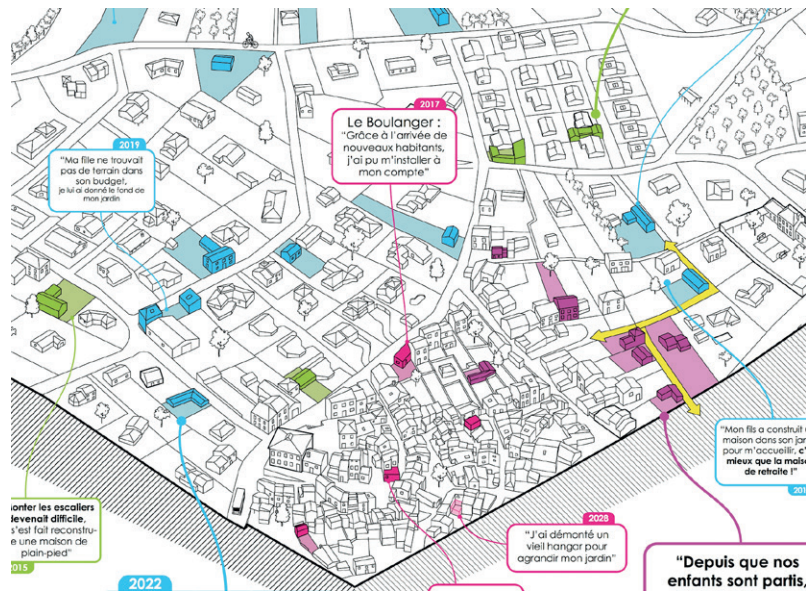 2017
Le Boulanger :
"Grâce à l'arrivée de
nouveaux habitants,
j'ai pu m'installer à
mon compte"
2019
"Ma fille ne trouvait
pas de terrain dans
son budget,
je lui ai donné le fond de
mon jardin
"Mon fils a construit
maison dans son jar
pour m'accueillir, c'
mieux que la maiso
de retraite !"
201
onter les escaliers
devenait difficile,
s'est fait reconstru-
e une maison de
plain-pied"
2015
2028
"J'ai démonté un
vieil hangar pour
agrandir mon jardin"
"Depuis que nos
enfants sont partis,
2022